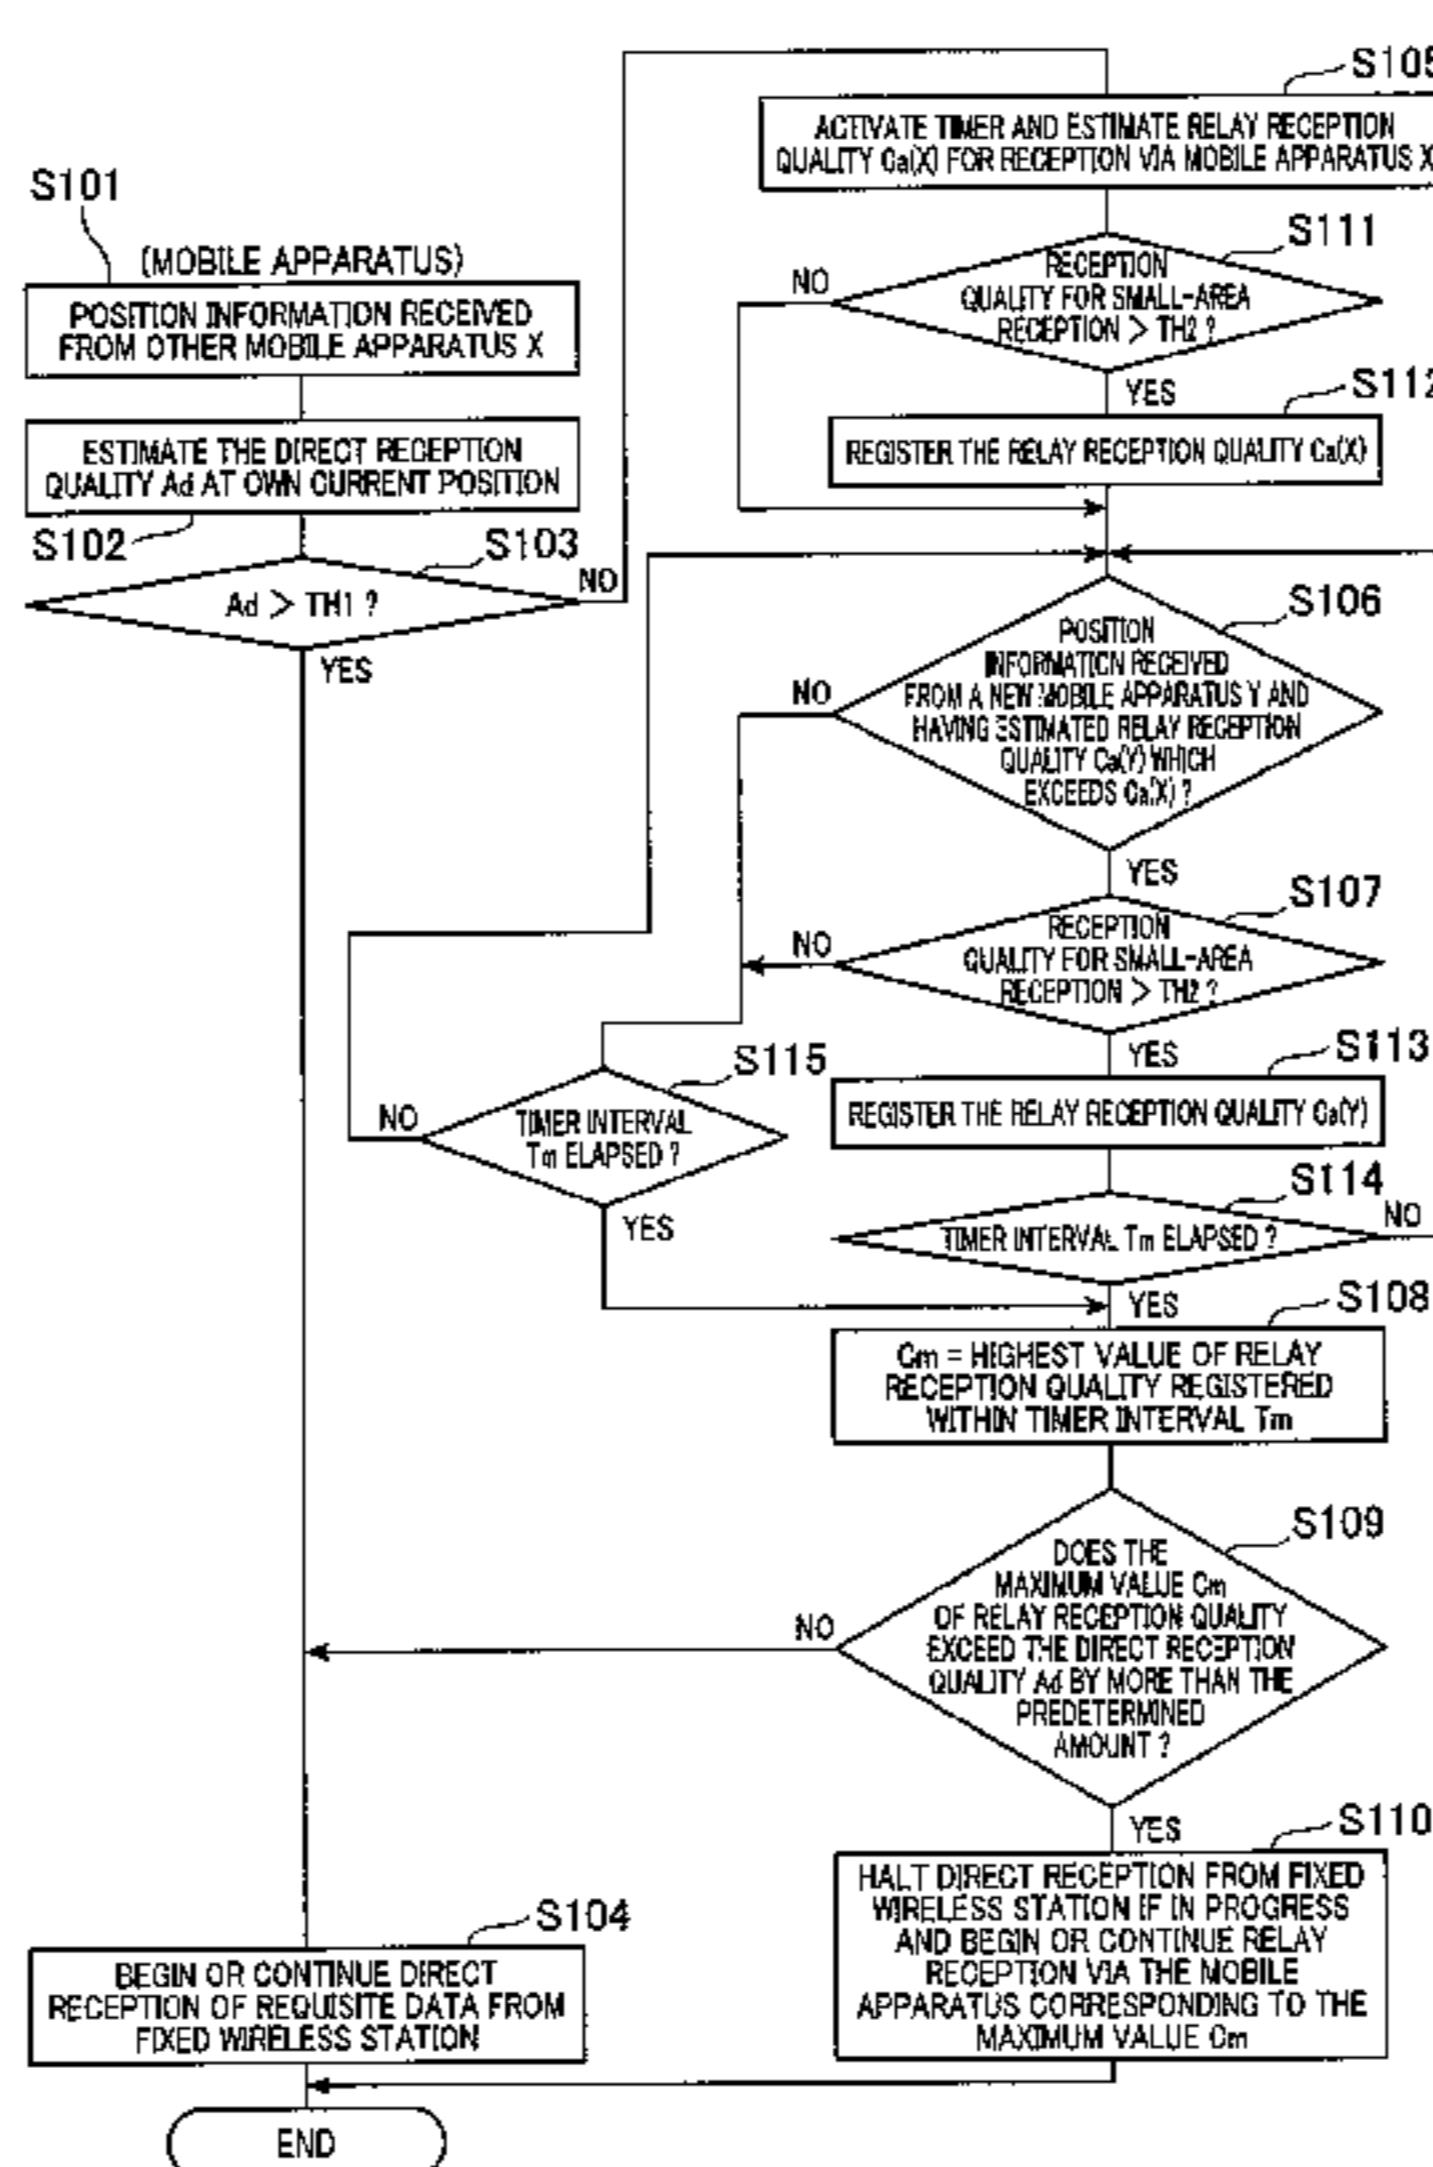 S101
(MOBILE APPARATUS)
POSITION INFORMATION RECEIVED
FROM OTHER MOBILE APPARATUS X
ESTIMATE THE DIRECT RECEPTION
QUALITY Ad AT OWN CURRENT POSITION
S102
S103
Ad > TH1 ?
NO
YES
S105
ACTIVATE TIMER AND ESTIMATE RELAY RECEPTION
QUALITY Ca(X) FOR RECEPTION VIA MOBILE APPARATUS X
S111
NO
RECEPTION
QUALITY FOR SMALL-AREA
RECEPTION > TH2 ?
YES
S112
REGISTER THE RELAY RECEPTION QUALITY Ca(X)
S106
NO
POSITION
INFORMATION RECEIVED
FROM A NEW MOBILE APPARATUS Y AND
HAVING ESTIMATED RELAY RECEPTION
QUALITY Ca(Y) WHICH
EXCEEDS Ca(X) ?
YES
S107
NO
RECEPTION
QUALITY FOR SMALL-AREA
RECEPTION > TH2 ?
YES
S113
REGISTER THE RELAY RECEPTION QUALITY Ca(Y)
S115
NO
TIMER INTERVAL
Tm ELAPSED ?
YES
S114
TIMER INTERVAL Tm ELAPSED ?
NO
YES
S108
Cm = HIGHEST VALUE OF RELAY
RECEPTION QUALITY REGISTERED
WITHIN TIMER INTERVAL Tm
S109
NO
DOES THE
MAXIMUM VALUE Cm
OF RELAY RECEPTION QUALITY
EXCEED THE DIRECT RECEPTION
QUALITY Ad BY MORE THAN THE
PREDETERMINED
AMOUNT ?
YES
S110
HALT DIRECT RECEPTION FROM FIXED
WIRELESS STATION IF IN PROGRESS
AND BEGIN OR CONTINUE RELAY
RECEPTION VIA THE MOBILE
APPARATUS CORRESPONDING TO THE
MAXIMUM VALUE Cm
S104
BEGIN OR CONTINUE DIRECT
RECEPTION OF REQUISITE DATA FROM
FIXED WIRELESS STATION
END